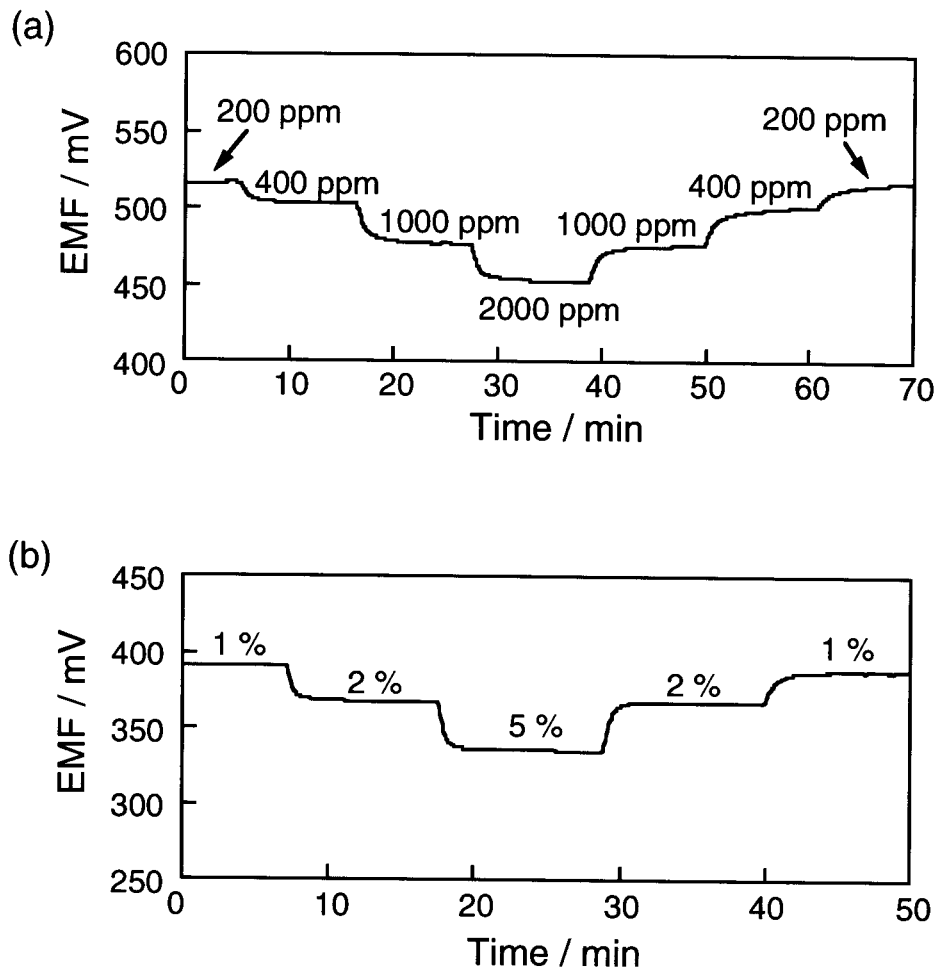 (a)
600
550
500
450
400
EMF / mV
200 ppm
400 ppm
1000 ppm
2000 ppm
1000 ppm
400 ppm
200 ppm
0 10 20 30 40 50 60 70
Time / min
(b)
450
400
350
300
250
EMF / mV
1 %
2 %
5 %
2 %
1 %
0 10 20 30 40 50
Time / min